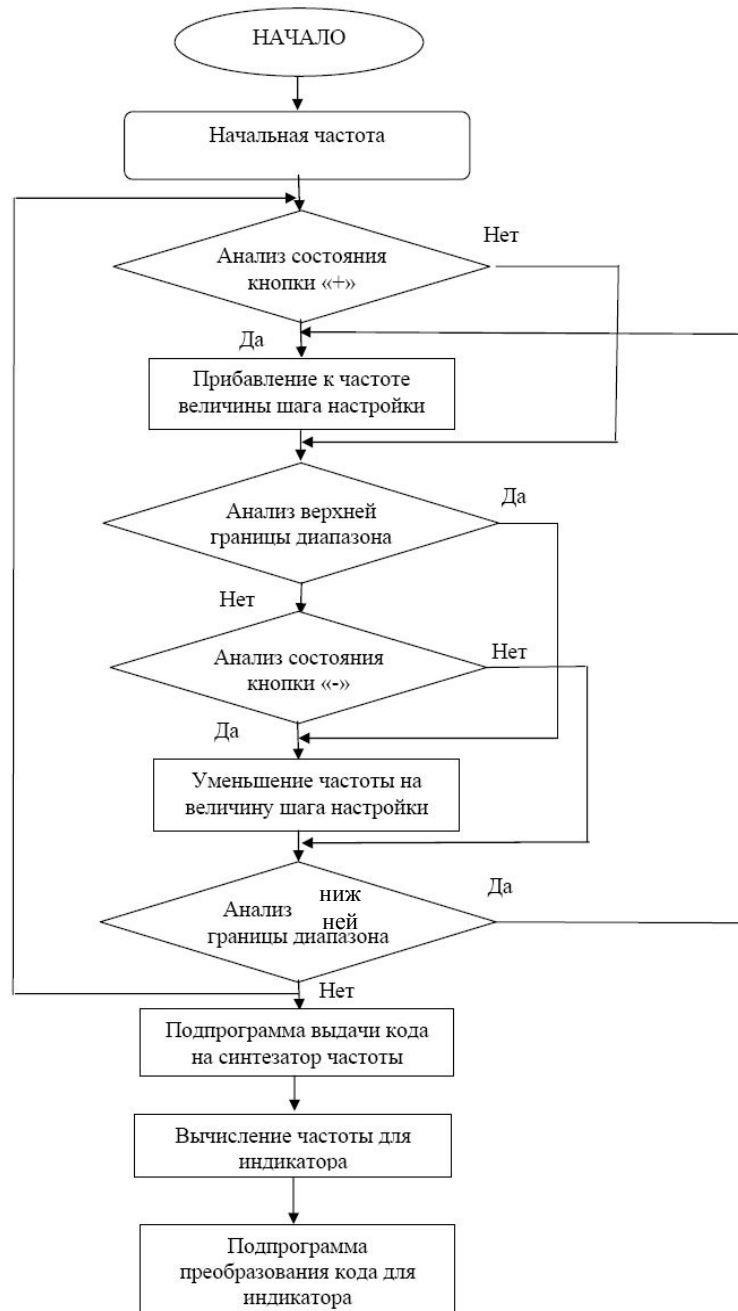 НАЧАЛО
Начальная частота
Анализ состояния
кнопки «+»
Нет
Да
Прибавление к частоте
величины шага настройки
Анализ верхней
границы диапазона
Да
Нет
Анализ состояния
кнопки «-»
Нет
Да
Уменьшение частоты на
величину шага настройки
Анализ ниж
ней
границы диапазона
Да
Нет
Подпрограмма выдачи кода
на синтезатор частоты
Вычисление частоты для
индикатора
Подпрограмма
преобразования кода для
индикатора